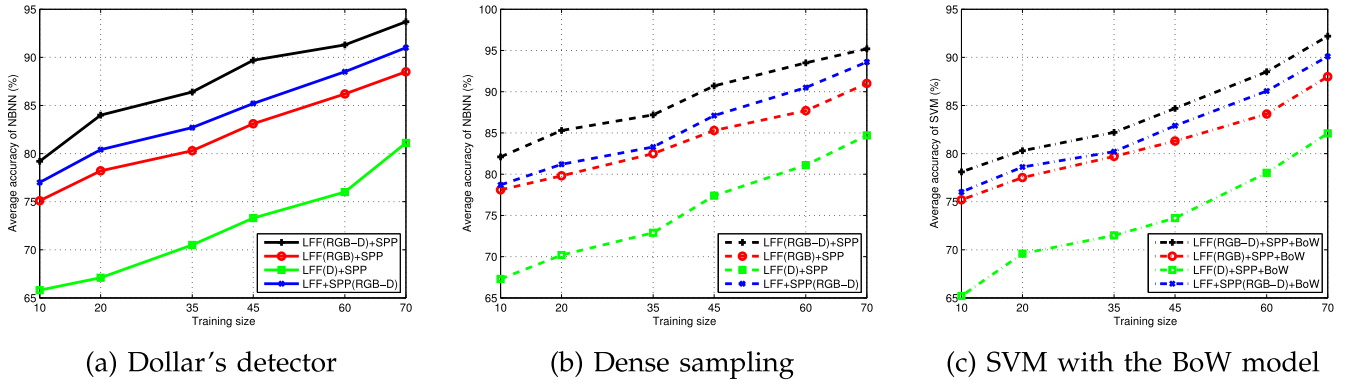 95
90
85
80
75
70
65
Average accuracy of NBNN (%)
10 20 35 45 60 70
Training size
LFF(RGB−D)+SPP
LFF(RGB)+SPP
LFF(D)+SPP
LFF+SPP(RGB−D)
(a) Dollar's detector
100
95
90
85
80
75
70
65
Average accuracy of NBNN (%)
10 20 35 45 60 70
Training size
LFF(RGB−D)+SPP
LFF(RGB)+SPP
LFF(D)+SPP
LFF+SPP(RGB−D)
(b) Dense sampling
95
90
85
80
75
70
65
Average accuracy of SVM (%)
10 20 35 45 60 70
Training size
LFF(RGB−D)+SPP+BoW
LFF(RGB)+SPP+BoW
LFF(D)+SPP+BoW
LFF+SPP(RGB−D)+BoW
(c) SVM with the BoW model